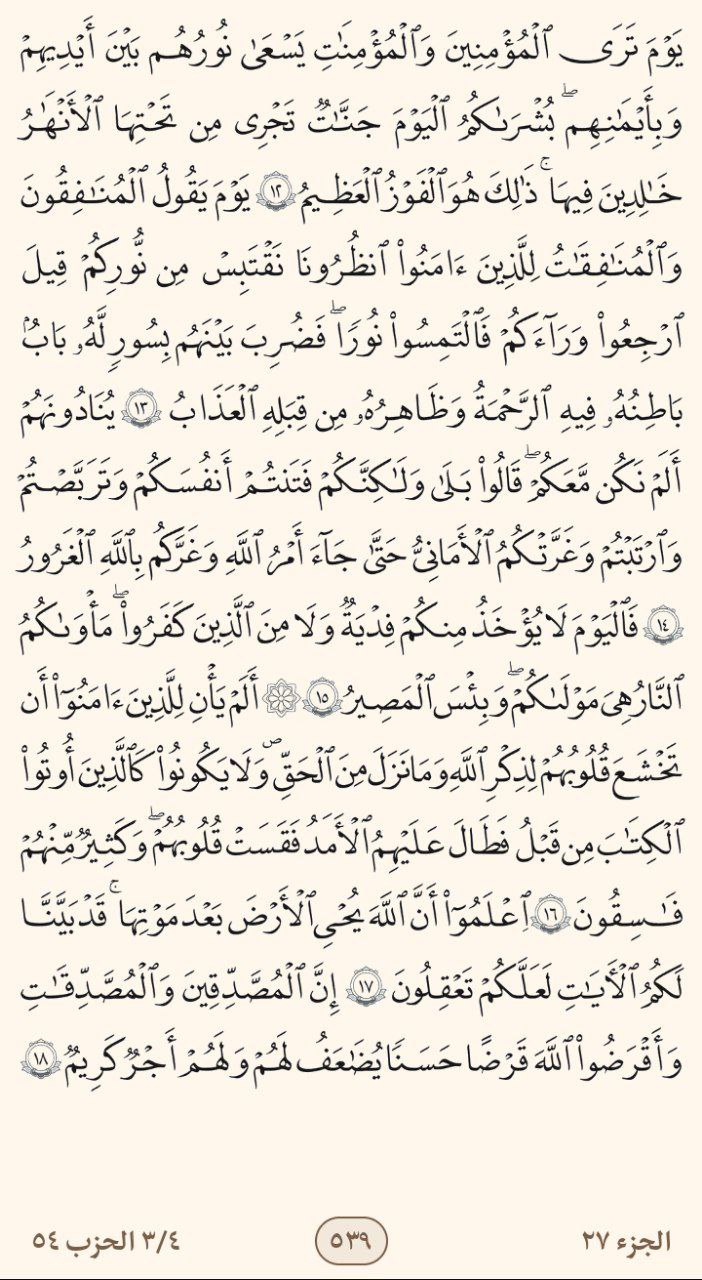 يَوْمَ تَرَى ٱلْمُؤْمِنِينَ وَٱلْمُؤْمِنَٰتِ يَسْعَىٰ نُورُهُم بَيْنَ أَيْدِيهِمْ
وَبِأَيْمَٰنِهِمۖ بُشْرَىٰكُمُ ٱلْيَوْمَ جَنَّٰتٌ تَجْرِى مِن تَحْتِهَا ٱلْأَنْهَٰرُ
خَٰلِدِينَ فِيهَاۚ ذَٰلِكَ هُوَ ٱلْفَوْزُ ٱلْعَظِيمُ ١٢ يَوْمَ يَقُولُ ٱلْمُنَٰفِقُونَ
وَٱلْمُنَٰفِقَٰتُ لِلَّذِينَ ءَامَنُوا۟ ٱنظُرُونَا نَقْتَبِسْ مِن نُّورِكُمْ قِيلَ
ٱرْجِعُوا۟ وَرَآءَكُمْ فَٱلْتَمِسُوا۟ نُورًاۖ فَضُرِبَ بَيْنَهُم بِسُورٍ لَّهُۥ بَابٌۢ
بَاطِنُهُۥ فِيهِ ٱلرَّحْمَةُ وَظَٰهِرُهُۥ مِن قِبَلِهِ ٱلْعَذَابُ ١٣ يُنَادُونَهُمْ
أَلَمْ نَكُن مَّعَكُمْۖ قَالُوا۟ بَلَىٰ وَلَٰكِنَّكُمْ فَتَنتُمْ أَنفُسَكُمْ وَتَرَبَّصْتُمْ
وَٱرْتَبْتُمْ وَغَرَّتْكُمُ ٱلْأَمَانِىُّ حَتَّىٰ جَآءَ أَمْرُ ٱللَّهِ وَغَرَّكُم بِٱللَّهِ ٱلْغَرُورُ
١٤ فَٱلْيَوْمَ لَا يُؤْخَذُ مِنكُمْ فِدْيَةٌ وَلَا مِنَ ٱلَّذِينَ كَفَرُوا۟ۖ مَأْوَىٰكُمُ
ٱلنَّارُ هِىَ مَوْلَىٰكُمْۖ وَبِئْسَ ٱلْمَصِيرُ ١٥ ۞ أَلَمْ يَأْنِ لِلَّذِينَ ءَامَنُوٓا۟ أَن
تَخْشَعَ قُلُوبُهُمْ لِذِكْرِ ٱللَّهِ وَمَا نَزَلَ مِنَ ٱلْحَقِّ ۖ وَلَا يَكُونُوا۟ كَٱلَّذِينَ أُوتُوا۟
ٱلْكِتَٰبَ مِن قَبْلُ فَطَالَ عَلَيْهِمُ ٱلْأَمَدُ فَقَسَتْ قُلُوبُهُمْۖ وَكَثِيرٌ مِّنْهُمْ
فَٰسِقُونَ ١٦ ٱعْلَمُوٓا۟ أَنَّ ٱللَّهَ يُحْىِ ٱلْأَرْضَ بَعْدَ مَوْتِهَاۚ قَدْ بَيَّنَّا
لَكُمُ ٱلْءَايَٰتِ لَعَلَّكُمْ تَعْقِلُونَ ١٧ إِنَّ ٱلْمُصَّدِّقِينَ وَٱلْمُصَّدِّقَٰتِ
وَأَقْرَضُوا۟ ٱللَّهَ قَرْضًا حَسَنًا يُضَٰعَفُ لَهُمْ وَلَهُمْ أَجْرٌ كَرِيمٌ ١٨
الجزء ٢٧ ٥٣٩ ٣/٤ الحزب ٥٤